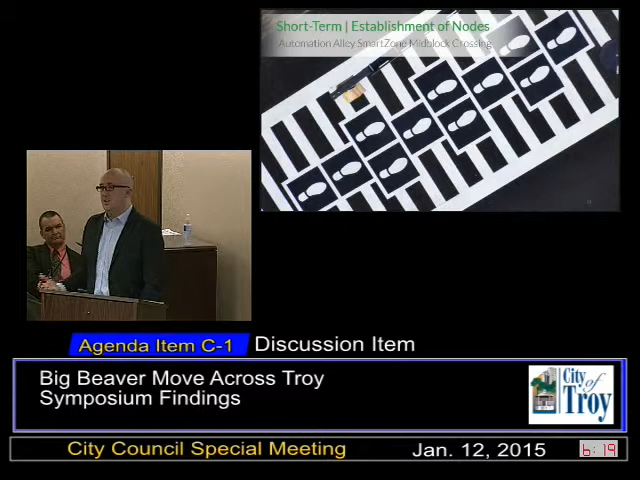 Short-Term | Establishment of Nodes
Automation Alley SmartZone Midblock Crossing
Agenda Item C-1 Discussion Item
Big Beaver Move Across Troy
Symposium Findings
City of Troy
City Council Special Meeting
Jan. 12, 2015
6:19